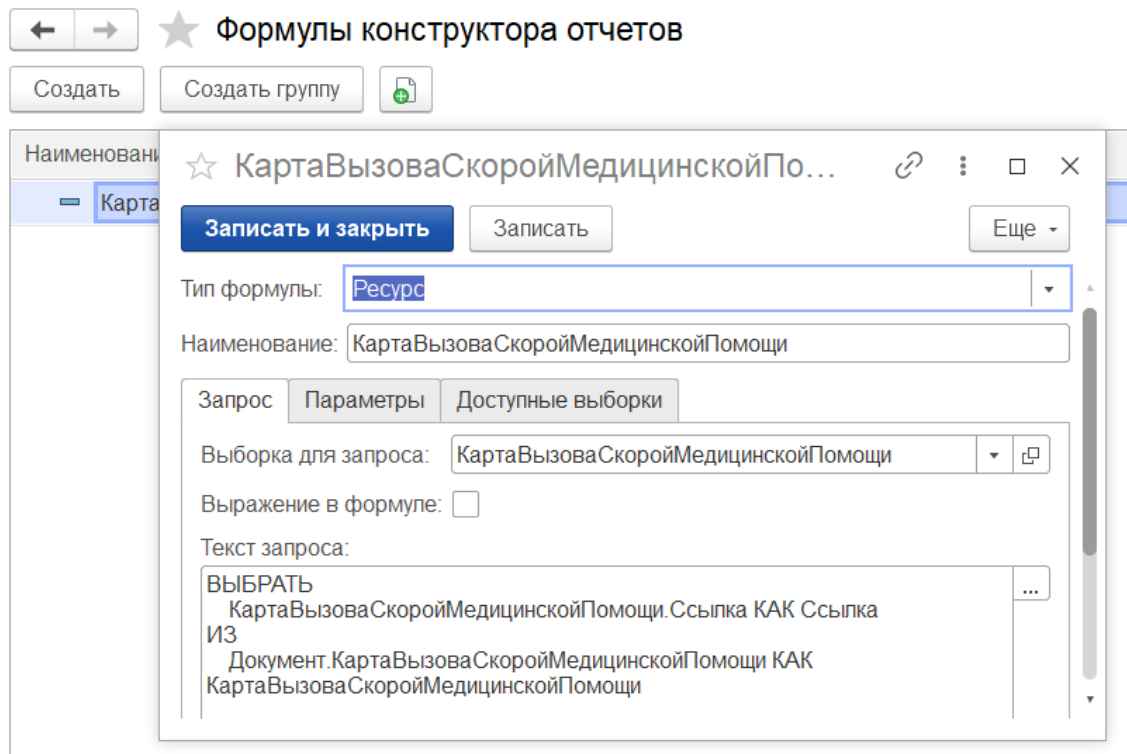 Формулы конструктора отчетов
Создать Создать группу
Наименовани
Карта
КартаВызоваСкоройМедицинскойПо...
Записать и закрыть Записать Еще
Тип формулы: Ресурс
Наименование: КартаВызоваСкоройМедицинскойПомощи
Запрос Параметры Доступные выборки
Выборка для запроса: КартаВызоваСкоройМедицинскойПомощи
Выражение в формуле:
Текст запроса:
ВЫБРАТЬ ...
КартаВызоваСкоройМедицинскойПомощи.Ссылка КАК Ссылка
ИЗ
Документ.КартаВызоваСкоройМедицинскойПомощи КАК
КартаВызоваСкоройМедицинскойПомощи